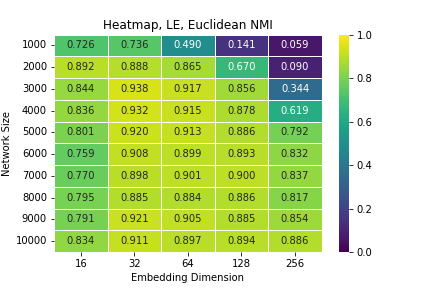 Heatmap, LE, Euclidean NMI
Network Size
1000 0.726 0.736 0.490 0.141 0.059
2000 0.892 0.888 0.865 0.670 0.090
3000 0.844 0.938 0.917 0.856 0.344
4000 0.836 0.932 0.915 0.878 0.619
5000 0.801 0.920 0.913 0.886 0.792
6000 0.759 0.908 0.899 0.893 0.832
7000 0.770 0.898 0.901 0.900 0.837
8000 0.795 0.885 0.884 0.886 0.817
9000 0.791 0.921 0.905 0.885 0.854
10000 0.834 0.911 0.897 0.894 0.886
16 32 64 128 256
Embedding Dimension
1.0
0.8
0.6
0.4
0.2
0.0